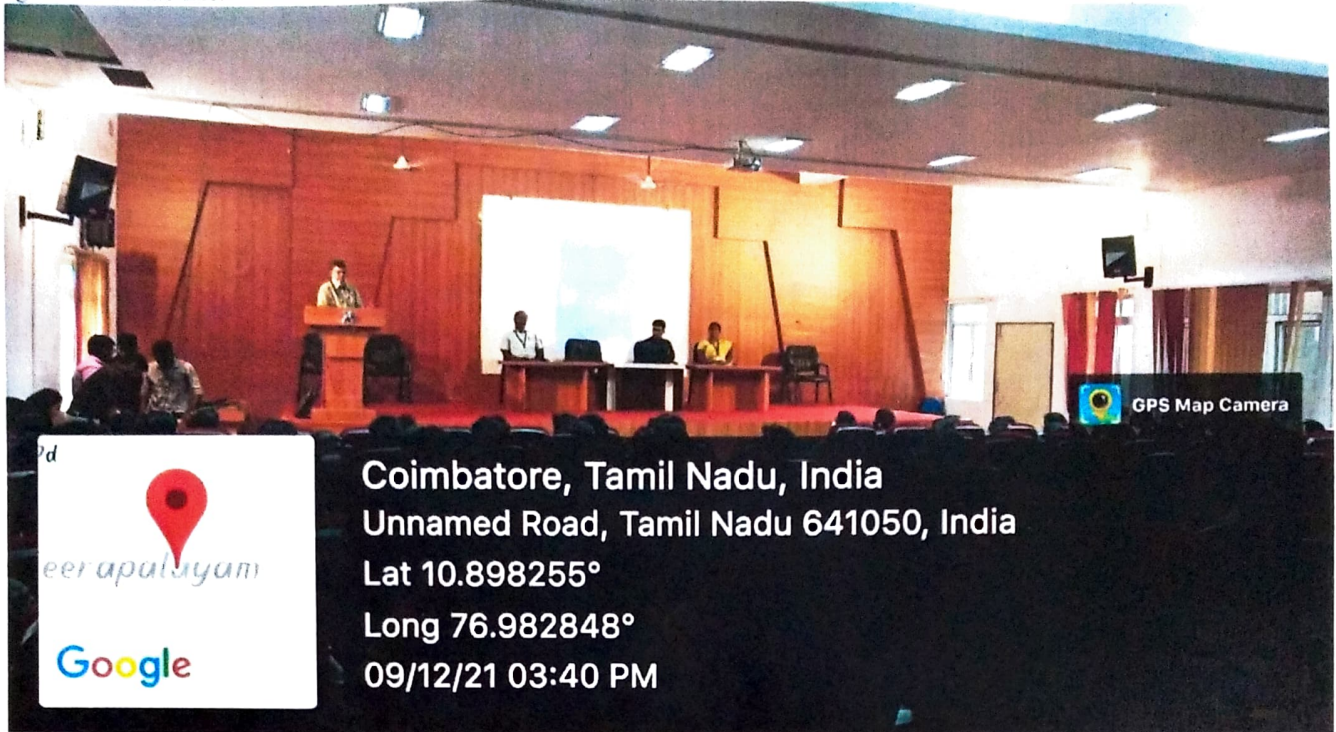 GPS Map Camera
Coimbatore, Tamil Nadu, India
Unnamed Road, Tamil Nadu 641050, India
Lat 10.898255°
Long 76.982848°
09/12/21 03:40 PM
eerapalayam
Google